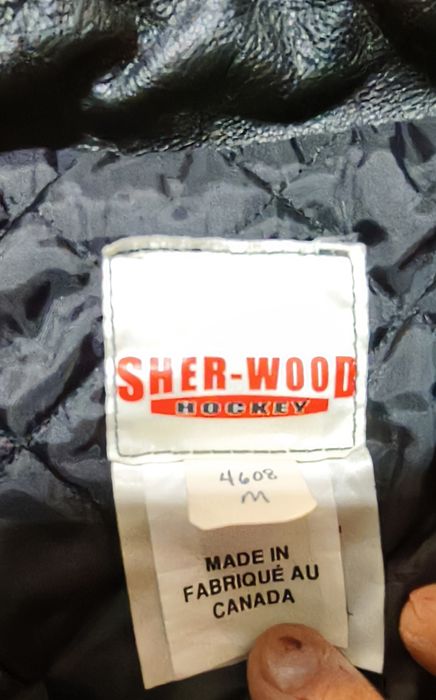 SHER-WOOD
HOCKEY
4608
M
MADE IN
FABRIQUÉ AU
CANADA